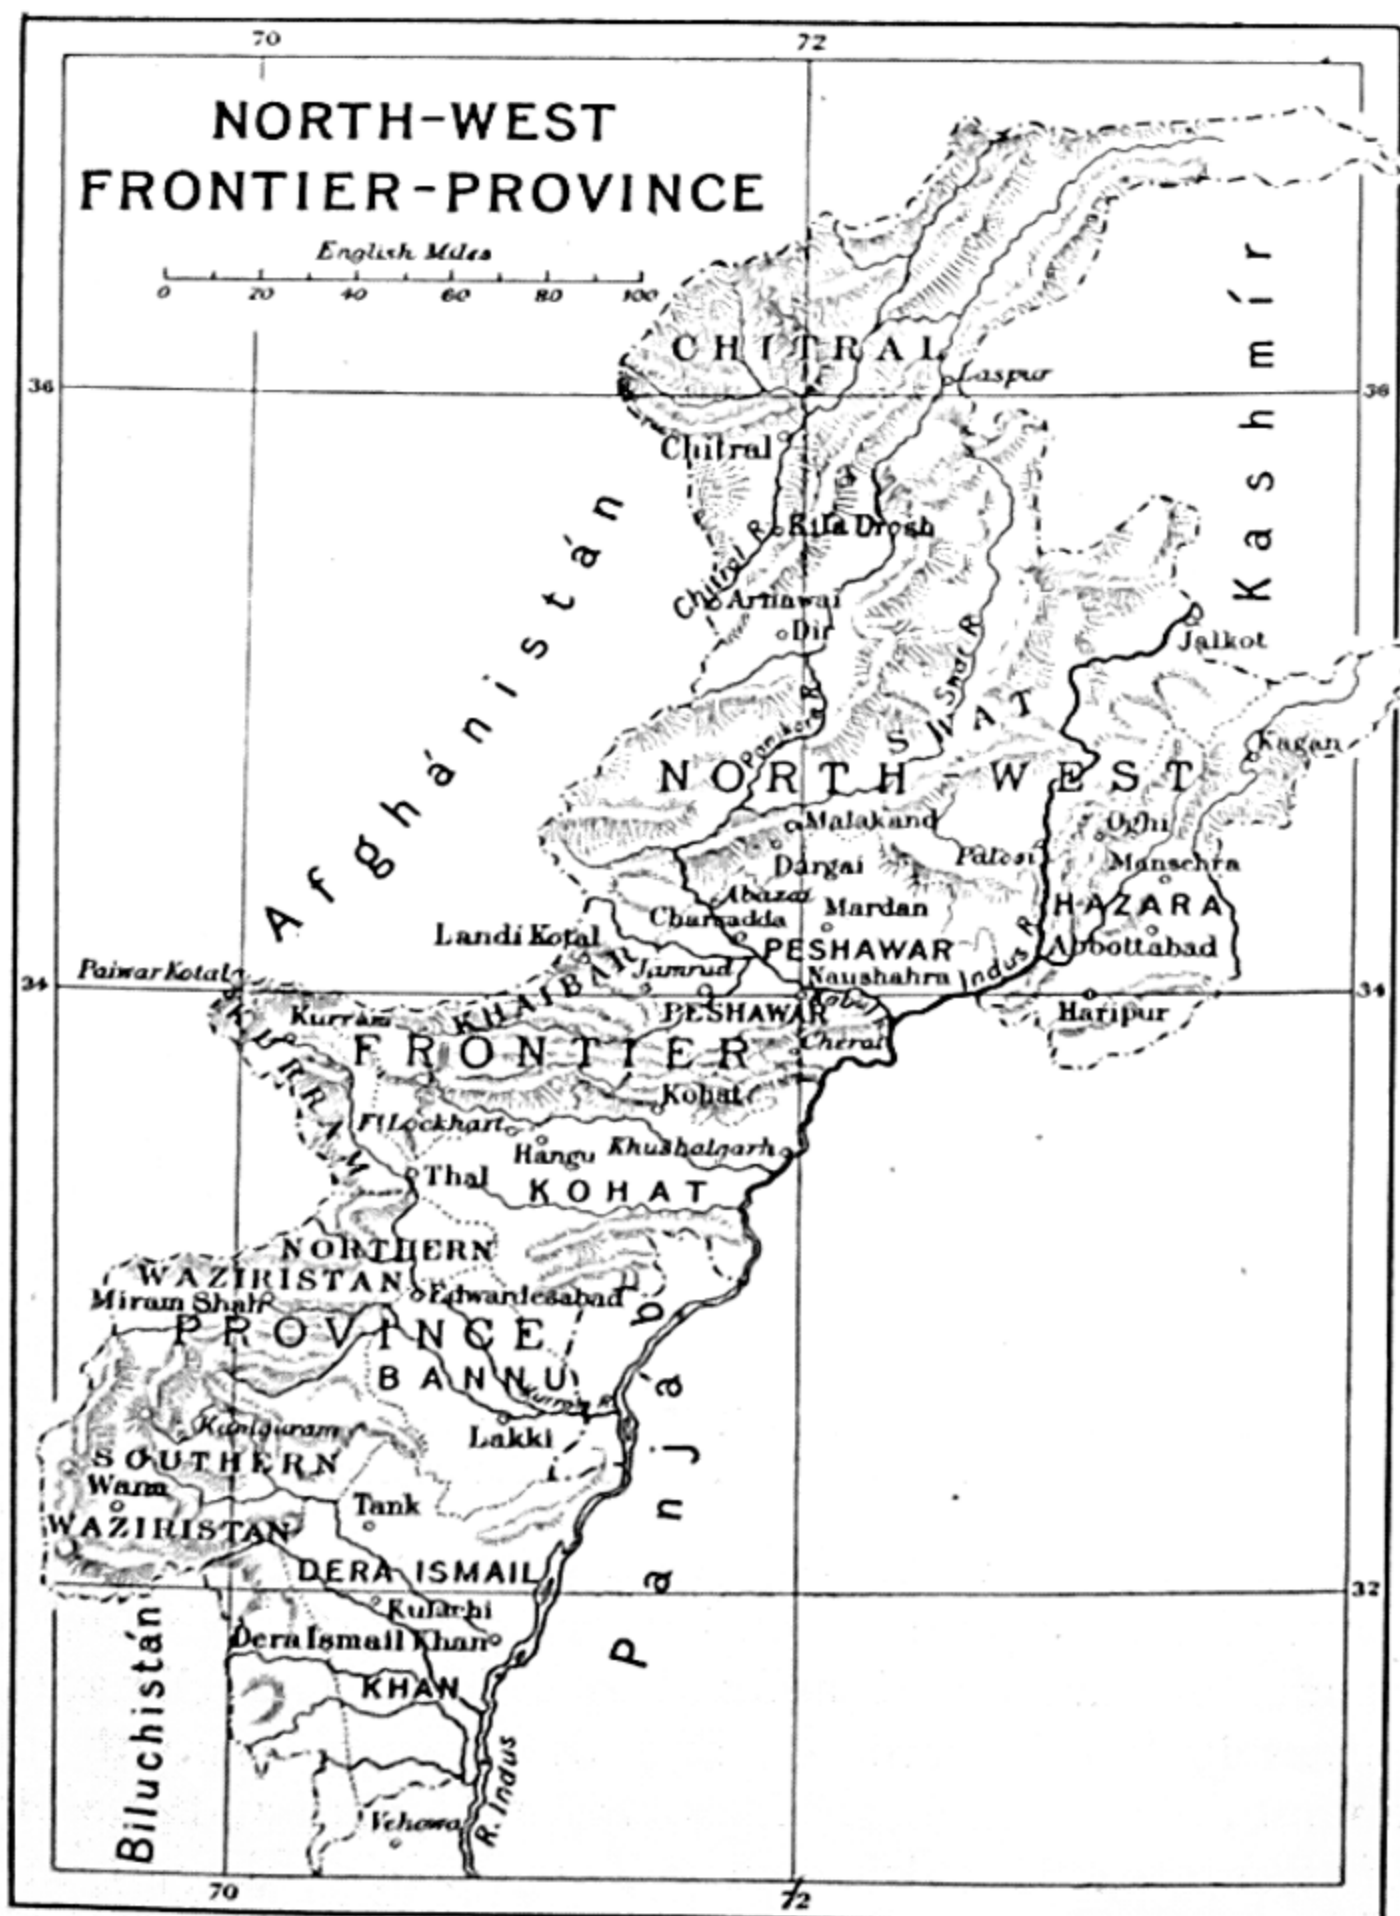 70 72
NORTH-WEST
FRONTIER-PROVINCE
English Miles
0 20 40 60 80 100
CHITRAL
Laspur
36 36
Chitral
Kashmír
Afghánistán
Kila Drosh
Chitral R
Arnawai
Dir
Jalkot
Swat R
Panjkora R
SWAT
Kagan
NORTH-WEST
Malakand
Oghi
Dargai
Palosi
Mansehra
Abazai
Mardan
HAZARA
Charsadda
Landi Kotal
PESHAWAR
Indus R
Abbottabad
Paiwar Kotal
KHAIBAR
Jamrud
Naushahra
34 34
Kabul
Kurram
PESHAWAR
Haripur
KURRAM
FRONTIER
Cherat
Kohat
Ft Lockhart
Hangu
Khushalgarh
Thal
KOHAT
NORTHERN
WAZIRISTAN
Miram Shah
Edwardesabad
PROVINCE
Panjáb
BANNU
Kurram R
Kaniguram
Lakki
SOUTHERN
Wana
Tank
WAZIRISTAN
DERA ISMAIL
32
Kulachi
Dera Ismail Khan
KHAN
Biluchistán
R. Indus
Vehowa
70 72